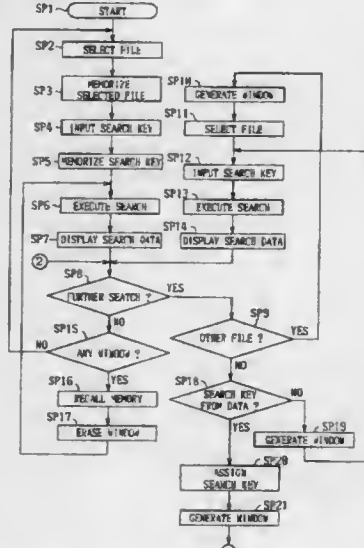 SP1
START
SP2
SELECT FILE
SP3
MEMORIZE
SELECTED FILE
SP4
INPUT SEARCH KEY
SP5
MEMORIZE SEARCH KEY
SP6
EXECUTE SEARCH
SP7
DISPLAY SEARCH DATA
2
SP10
GENERATE WINDOW
SP11
SELECT FILE
SP12
INPUT SEARCH KEY
SP13
EXECUTE SEARCH
SP14
DISPLAY SEARCH DATA
SP8
FURTHER SEARCH ?
YES
NO
SP15
ANY WINDOW ?
NO
YES
SP16
RECALL MEMORY
SP17
ERASE WINDOW
SP9
OTHER FILE ?
YES
NO
SP18
SEARCH KEY
FROM DATA ?
NO
YES
SP19
GENERATE WINDOW
SP20
ASSIGN
SEARCH KEY
SP21
GENERATE WINDOW